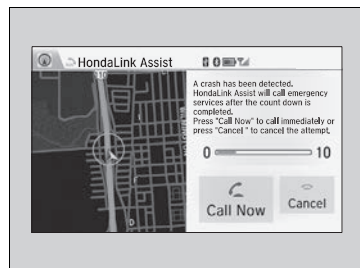 HondaLink Assist
A crash has been detected.
HondaLink Assist will call emergency
services after the count down is
completed.
Press "Call Now" to call immediately or
press "Cancel " to cancel the attempt.
0 10
Call Now
Cancel